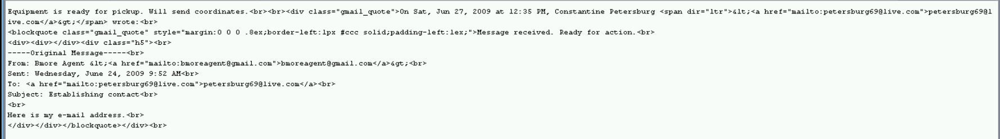 Equipment is ready for pickup. Will send coordinates.<br><br><div class="gmail_quote">On Sat, Jun 27, 2009 at 12:35 PM, Constantine Petersburg <span dir="ltr">&lt;<a href="mailto:petersburg69@live.com">petersburg69@l
ive.com</a>&gt;</span> wrote:<br>
<blockquote class="gmail_quote" style="margin:0 0 0 .8ex;border-left:1px #ccc solid;padding-left:1ex;">Message received. Ready for action.<br>
<div><div></div><div class="h5"><br>
-----Original Message-----<br>
From: Bmore Agent &lt;<a href="mailto:bmoreagent@gmail.com">bmoreagent@gmail.com</a>&gt;<br>
Sent: Wednesday, June 24, 2009 9:52 AM<br>
To: <a href="mailto:petersburg69@live.com">petersburg69@live.com</a><br>
Subject: Establishing contact<br>
<br>
Here is my e-mail address.<br>
</div></div></blockquote></div><br>